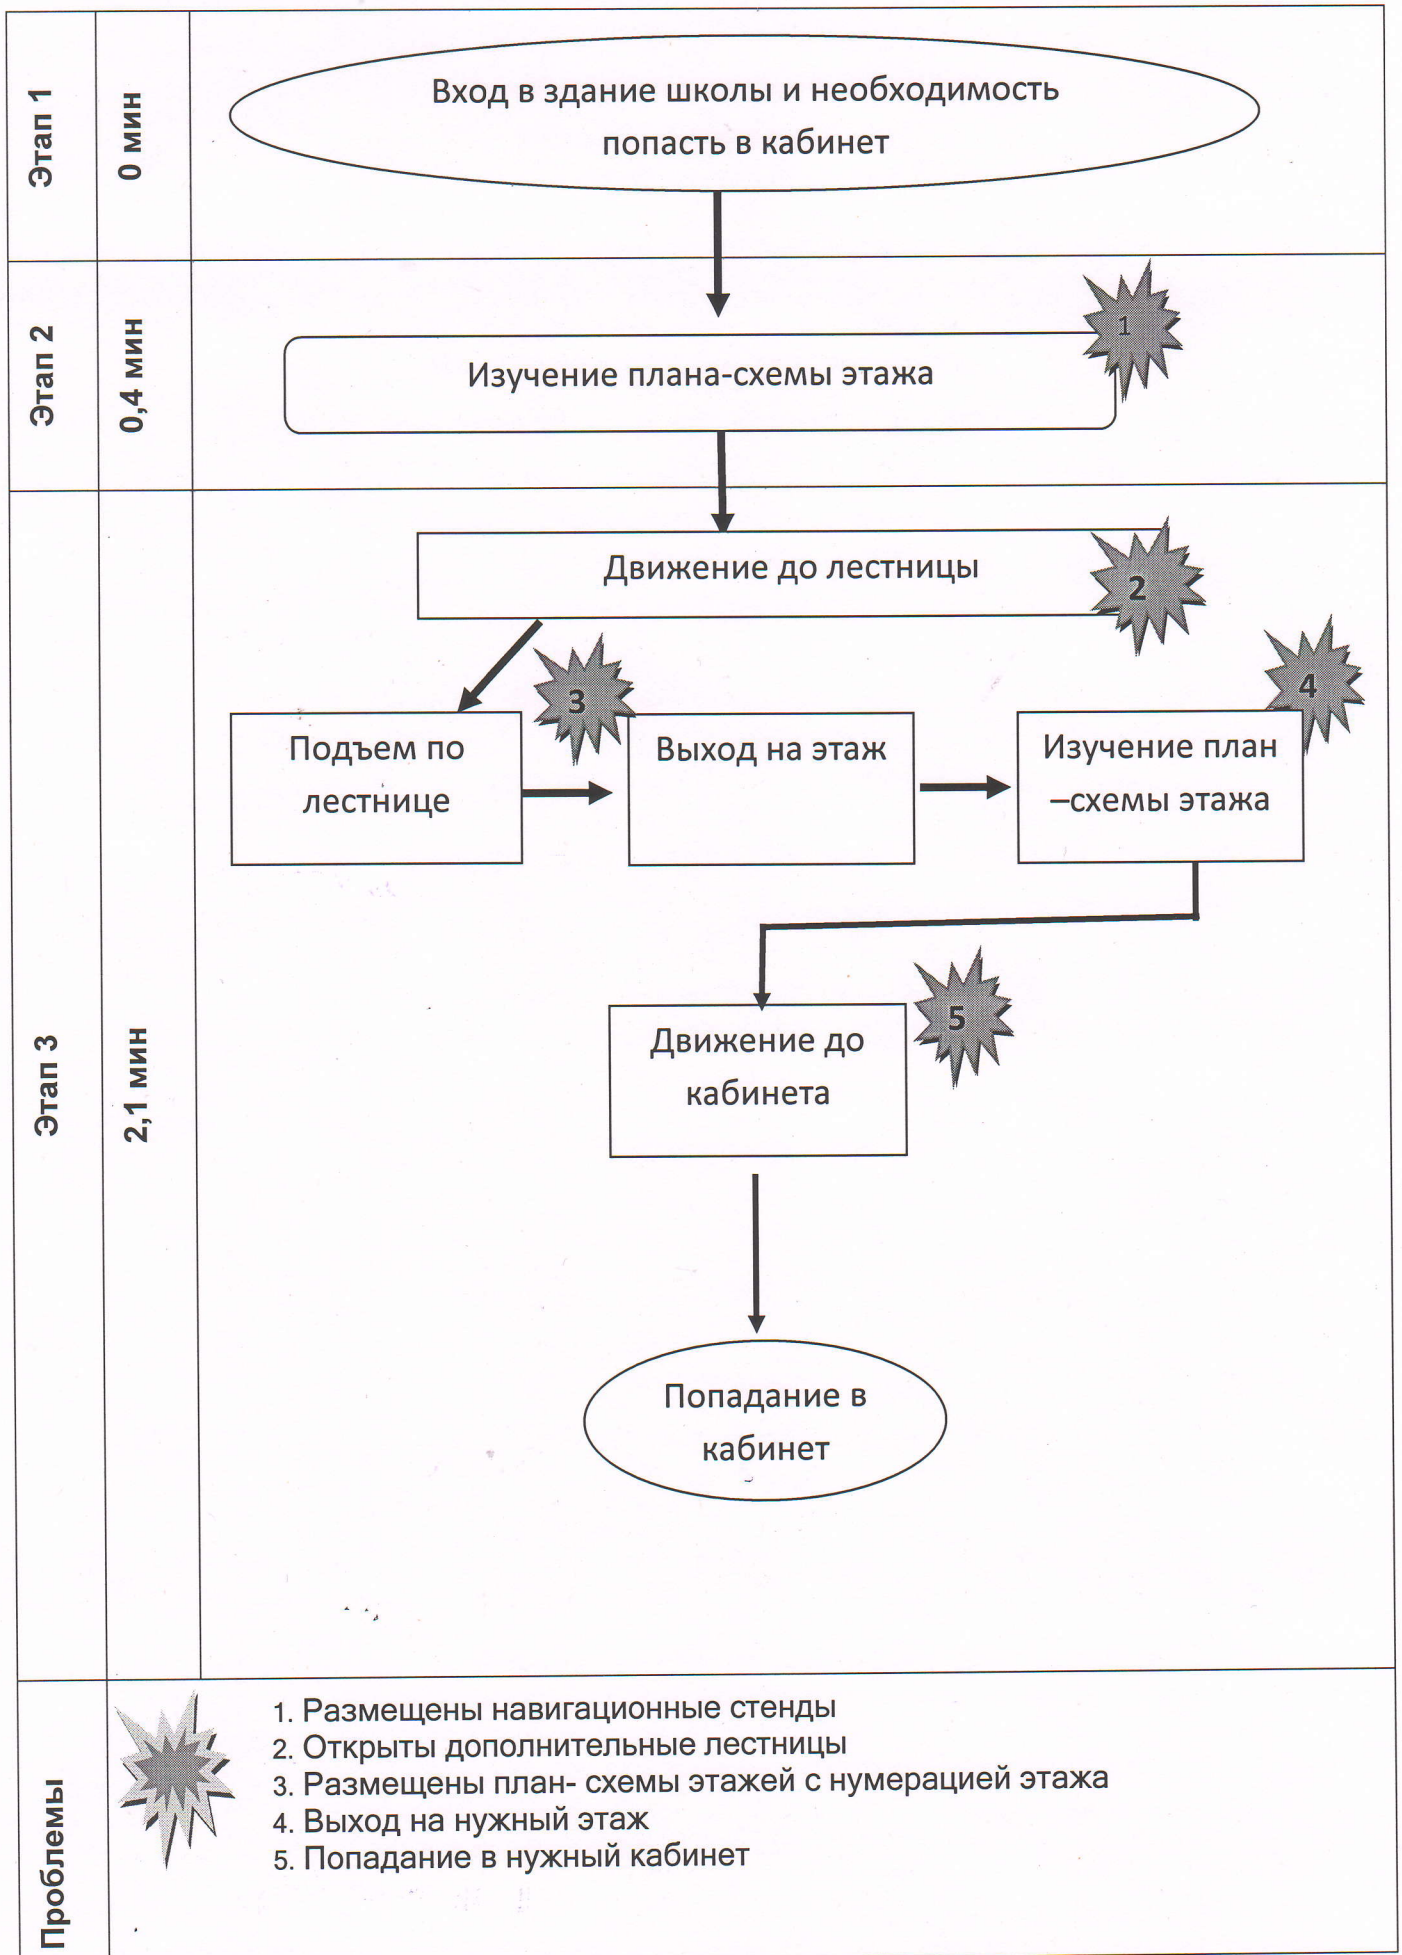 Этап 1
0 мин
Вход в здание школы и необходимость
попасть в кабинет
Этап 2
0,4 мин
Изучение плана-схемы этажа
1
Этап 3
2,1 мин
Движение до лестницы
2
Подъем по
лестнице
3
Выход на этаж
Изучение план
–схемы этажа
4
Движение до
кабинета
5
Попадание в
кабинет
Проблемы
1. Размещены навигационные стенды
2. Открыты дополнительные лестницы
3. Размещены план- схемы этажей с нумерацией этажа
4. Выход на нужный этаж
5. Попадание в нужный кабинет